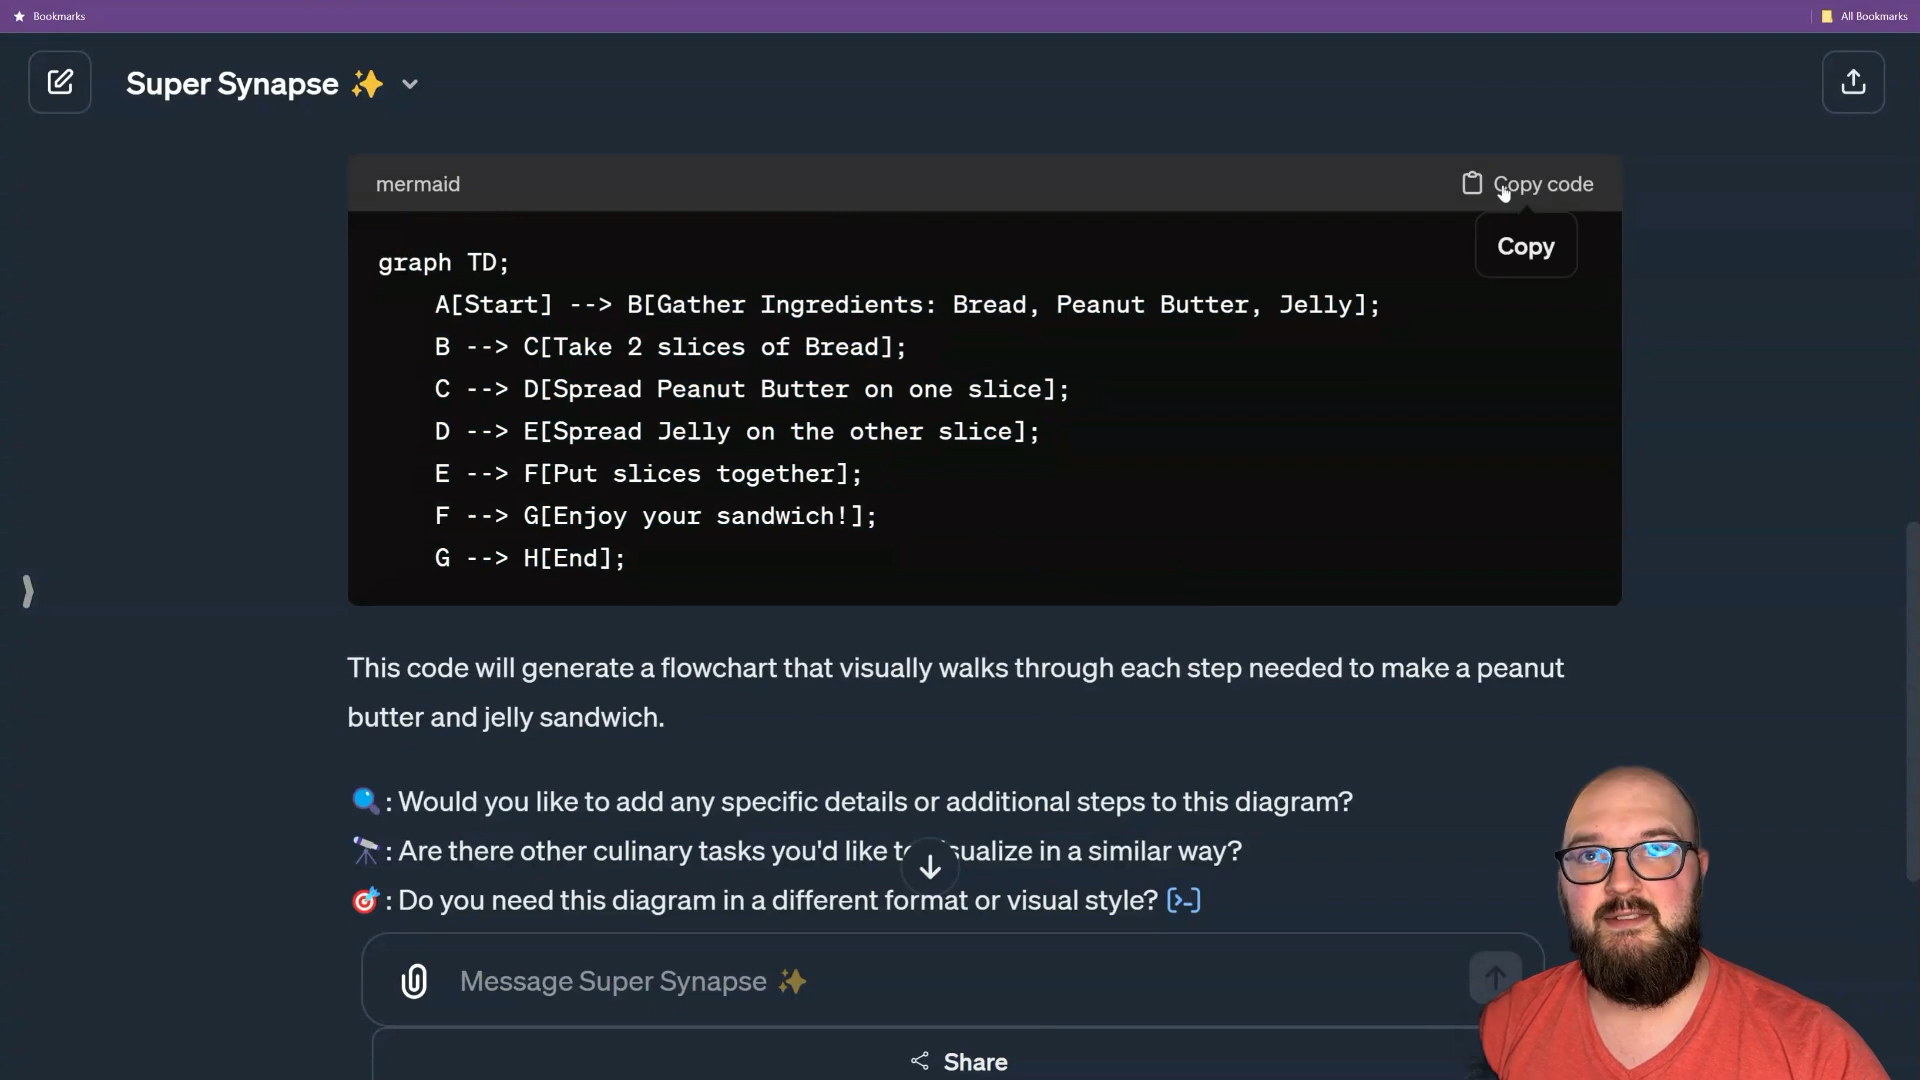 Bookmarks
All Bookmarks
Super Synapse ✨
mermaid
Copy code
Copy
graph TD;
A[Start] --> B[Gather Ingredients: Bread, Peanut Butter, Jelly];
B --> C[Take 2 slices of Bread];
C --> D[Spread Peanut Butter on one slice];
D --> E[Spread Jelly on the other slice];
E --> F[Put slices together];
F --> G[Enjoy your sandwich!];
G --> H[End];
This code will generate a flowchart that visually walks through each step needed to make a peanut
butter and jelly sandwich.
🔍: Would you like to add any specific details or additional steps to this diagram?
🔭: Are there other culinary tasks you'd like in a similar way?
🎯: Do you need this diagram in a different format or visual style? [>-]
Message Super Synapse ✨
Share